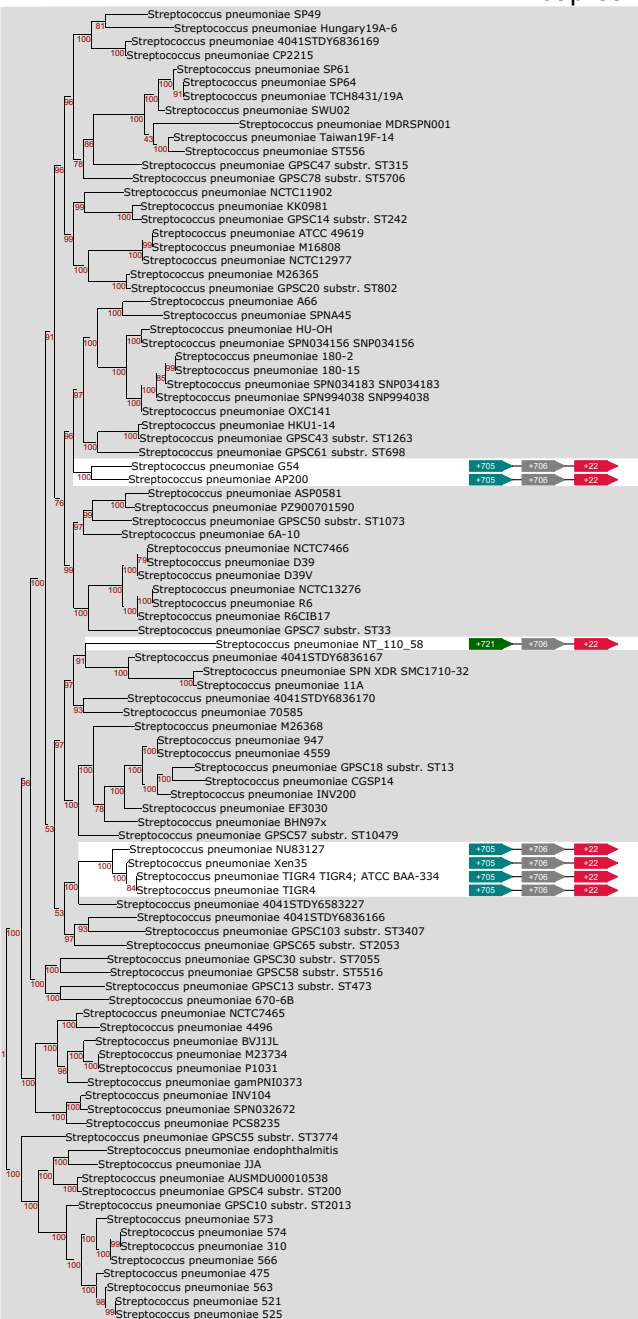 Streptococcus pneumoniae SP49
Streptococcus pneumoniae Hungary19A-6
Streptococcus pneumoniae 4041STDY6836169
Streptococcus pneumoniae CP2215
Streptococcus pneumoniae SP61
Streptococcus pneumoniae SP64
Streptococcus pneumoniae TCH8431/19A
Streptococcus pneumoniae SWU02
Streptococcus pneumoniae MDRSPN001
Streptococcus pneumoniae Taiwan19F-14
Streptococcus pneumoniae ST556
Streptococcus pneumoniae GPSC47 substr. ST315
Streptococcus pneumoniae GPSC78 substr. ST5706
Streptococcus pneumoniae NCTC11902
Streptococcus pneumoniae KK0981
Streptococcus pneumoniae GPSC14 substr. ST242
Streptococcus pneumoniae ATCC 49619
Streptococcus pneumoniae M16808
Streptococcus pneumoniae NCTC12977
Streptococcus pneumoniae M26365
Streptococcus pneumoniae GPSC20 substr. ST802
Streptococcus pneumoniae A66
Streptococcus pneumoniae SPNA45
Streptococcus pneumoniae HU-OH
Streptococcus pneumoniae SPN034156 SNP034156
Streptococcus pneumoniae 180-2
Streptococcus pneumoniae 180-15
Streptococcus pneumoniae SPN034183 SNP034183
Streptococcus pneumoniae SPN994038 SNP994038
Streptococcus pneumoniae OXC141
Streptococcus pneumoniae HKU1-14
Streptococcus pneumoniae GPSC43 substr. ST1263
Streptococcus pneumoniae GPSC61 substr. ST698
Streptococcus pneumoniae G54 +705 +706 +22
Streptococcus pneumoniae AP200 +705 +706 +22
Streptococcus pneumoniae ASP0581
Streptococcus pneumoniae PZ900701590
Streptococcus pneumoniae GPSC50 substr. ST1073
Streptococcus pneumoniae 6A-10
Streptococcus pneumoniae NCTC7466
Streptococcus pneumoniae D39
Streptococcus pneumoniae D39V
Streptococcus pneumoniae NCTC13276
Streptococcus pneumoniae R6
Streptococcus pneumoniae R6CIB17
Streptococcus pneumoniae GPSC7 substr. ST33
Streptococcus pneumoniae NT_110_58 +721 +706 +22
Streptococcus pneumoniae 4041STDY6836167
Streptococcus pneumoniae SPN XDR SMC1710-32
Streptococcus pneumoniae 11A
Streptococcus pneumoniae 4041STDY6836170
Streptococcus pneumoniae 70585
Streptococcus pneumoniae M26368
Streptococcus pneumoniae 947
Streptococcus pneumoniae 4559
Streptococcus pneumoniae GPSC18 substr. ST13
Streptococcus pneumoniae CGSP14
Streptococcus pneumoniae INV200
Streptococcus pneumoniae EF3030
Streptococcus pneumoniae BHN97x
Streptococcus pneumoniae GPSC57 substr. ST10479
Streptococcus pneumoniae NU83127 +705 +706 +22
Streptococcus pneumoniae Xen35 +705 +706 +22
Streptococcus pneumoniae TIGR4 TIGR4; ATCC BAA-334 +705 +706 +22
Streptococcus pneumoniae TIGR4 +705 +706 +22
Streptococcus pneumoniae 4041STDY6583227
Streptococcus pneumoniae 4041STDY6836166
Streptococcus pneumoniae GPSC103 substr. ST3407
Streptococcus pneumoniae GPSC65 substr. ST2053
Streptococcus pneumoniae GPSC30 substr. ST7055
Streptococcus pneumoniae GPSC58 substr. ST5516
Streptococcus pneumoniae GPSC13 substr. ST473
Streptococcus pneumoniae 670-6B
Streptococcus pneumoniae NCTC7465
Streptococcus pneumoniae 4496
Streptococcus pneumoniae BVJ1JL
Streptococcus pneumoniae M23734
Streptococcus pneumoniae P1031
Streptococcus pneumoniae gamPNI0373
Streptococcus pneumoniae INV104
Streptococcus pneumoniae SPN032672
Streptococcus pneumoniae PCS8235
Streptococcus pneumoniae GPSC55 substr. ST3774
Streptococcus pneumoniae endophthalmitis
Streptococcus pneumoniae JJA
Streptococcus pneumoniae AUSMDU00010538
Streptococcus pneumoniae GPSC4 substr. ST200
Streptococcus pneumoniae GPSC10 substr. ST2013
Streptococcus pneumoniae 573
Streptococcus pneumoniae 574
Streptococcus pneumoniae 310
Streptococcus pneumoniae 566
Streptococcus pneumoniae 475
Streptococcus pneumoniae 563
Streptococcus pneumoniae 521
Streptococcus pneumoniae 525